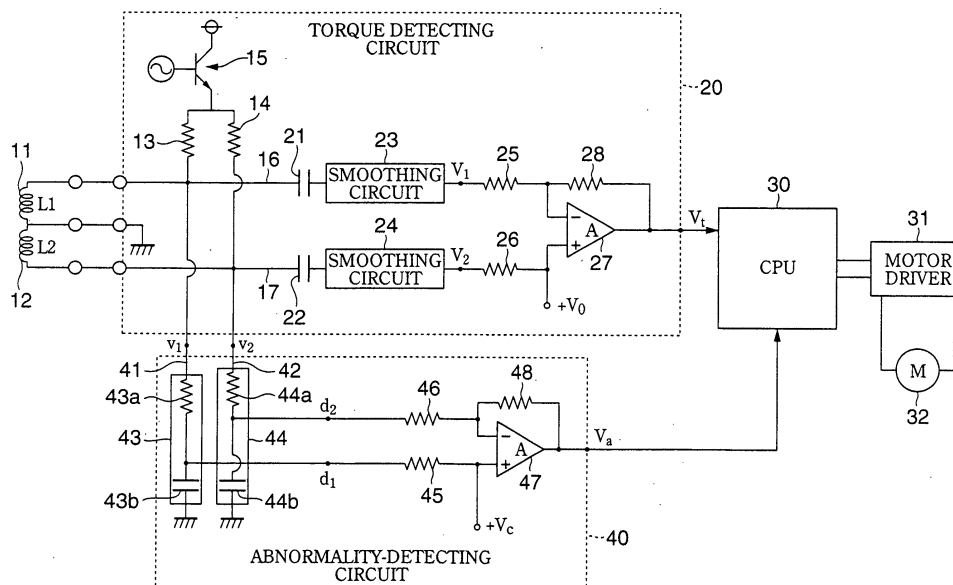 TORQUE DETECTING
CIRCUIT
15
20
13
14
11
L1
L2
12
16
21
23
SMOOTHING
CIRCUIT
V1
25
28
17
22
24
SMOOTHING
CIRCUIT
V2
26
A
27
+V0
Vt
30
CPU
31
MOTOR
DRIVER
M
32
v1
v2
41
42
43a
44a
43
44
43b
44b
d2
d1
46
45
48
A
47
+Vc
Va
40
ABNORMALITY-DETECTING
CIRCUIT